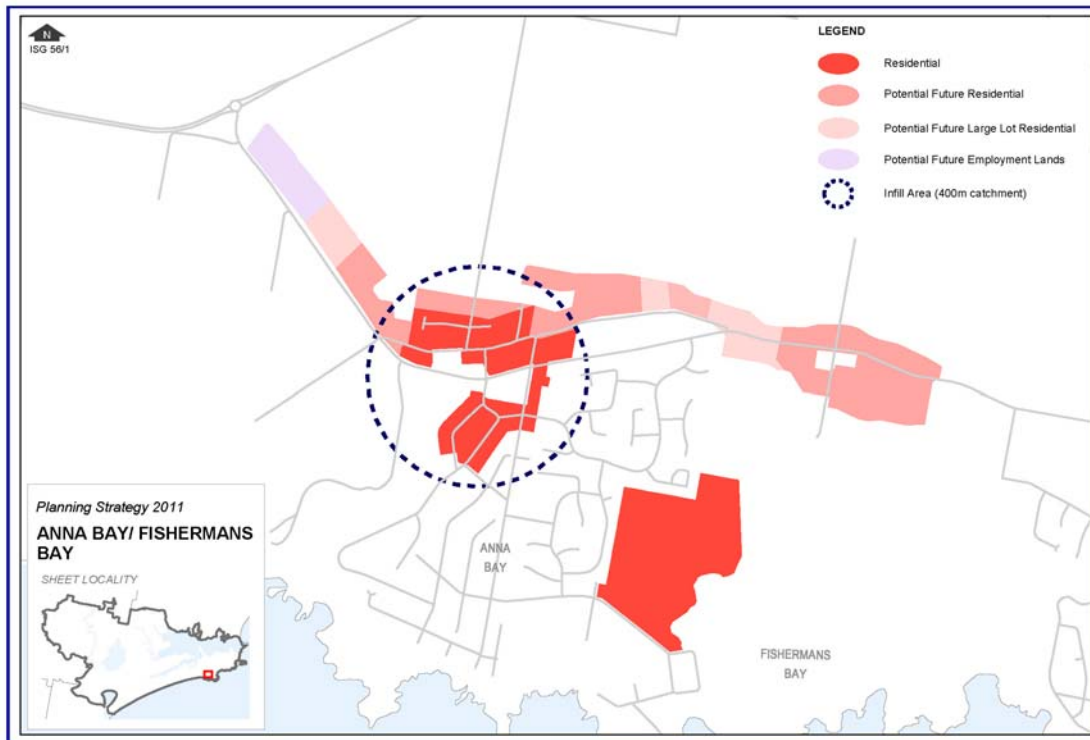 N
ISG 56/1
LEGEND
Residential
Potential Future Residential
Potential Future Large Lot Residential
Potential Future Employment Lands
Infill Area (400m catchment)
ANNA
BAY
FISHERMANS
BAY
Planning Strategy 2011
ANNA BAY/ FISHERMANS
BAY
SHEET LOCALITY